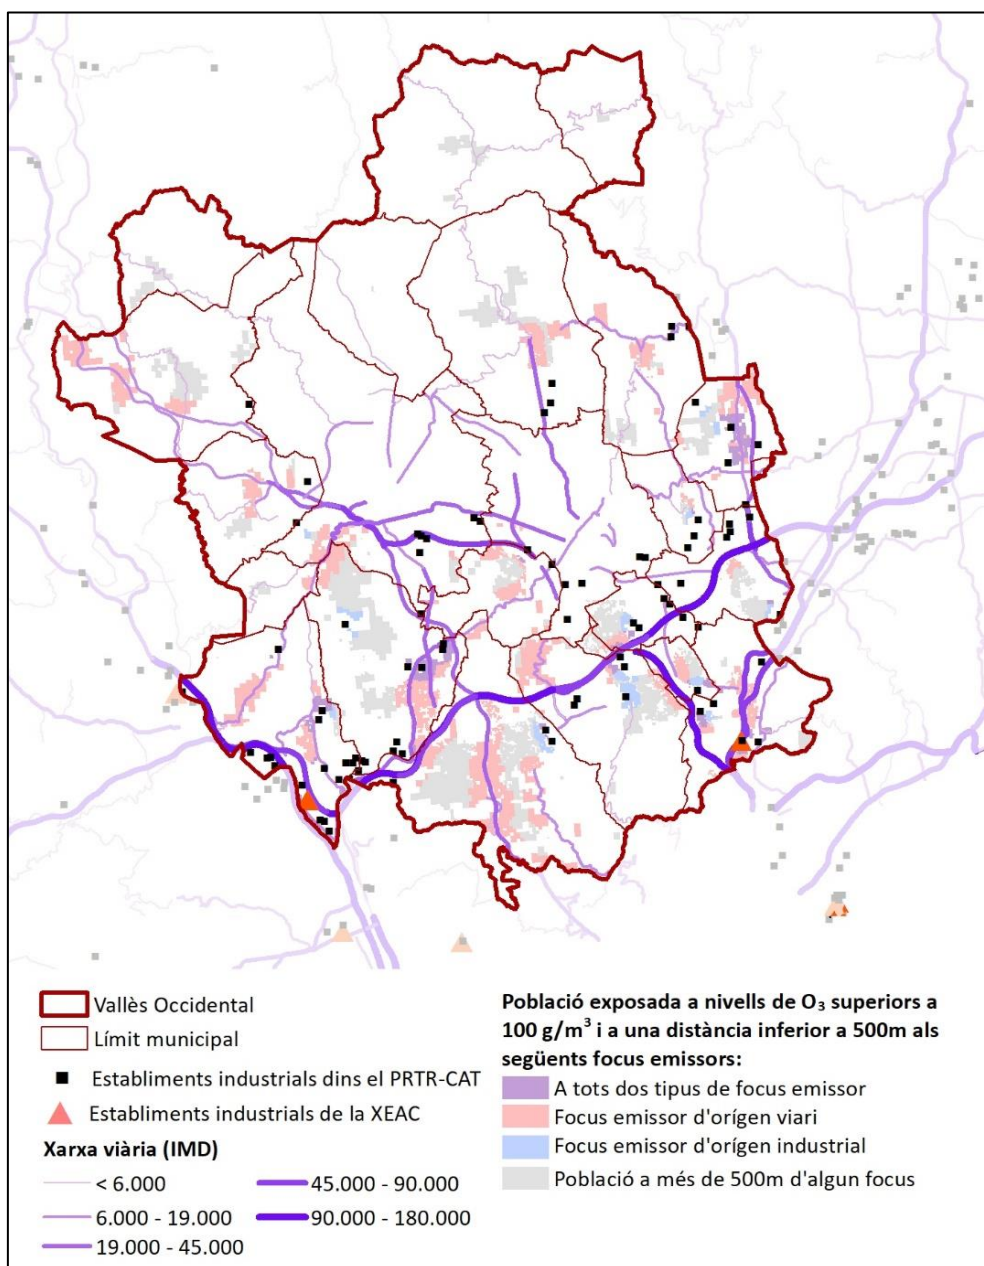 Vallès Occidental
Límit municipal
Establiments industrials dins el PRTR-CAT
Establiments industrials de la XEAC
Xarxa viària (IMD)
< 6.000
6.000 - 19.000
19.000 - 45.000
45.000 - 90.000
90.000 - 180.000
Població exposada a nivells de O₃ superiors a
100 g/m³ i a una distància inferior a 500m als
següents focus emissors:
A tots dos tipus de focus emissor
Focus emissor d'orígen viari
Focus emissor d'orígen industrial
Població a més de 500m d'algun focus